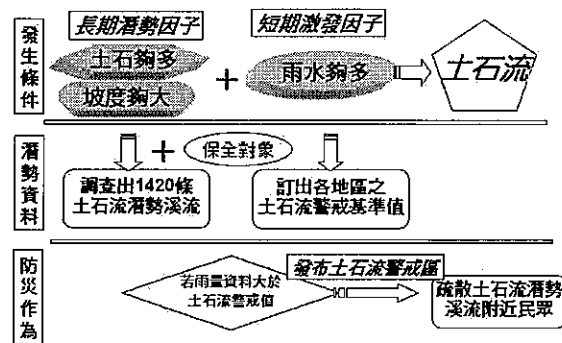 發生條件
長期潛勢因子
短期激發因子
土石夠多
坡度夠大
+
雨水夠多
土石流
潛勢資料
+
保全對象
調查出1420條
土石流潛勢溪流
訂出各地區之
土石流警戒基準值
防災作為
若雨量資料大於
土石流警戒值
發布土石流警戒區
疏散土石流潛勢
溪流附近民眾